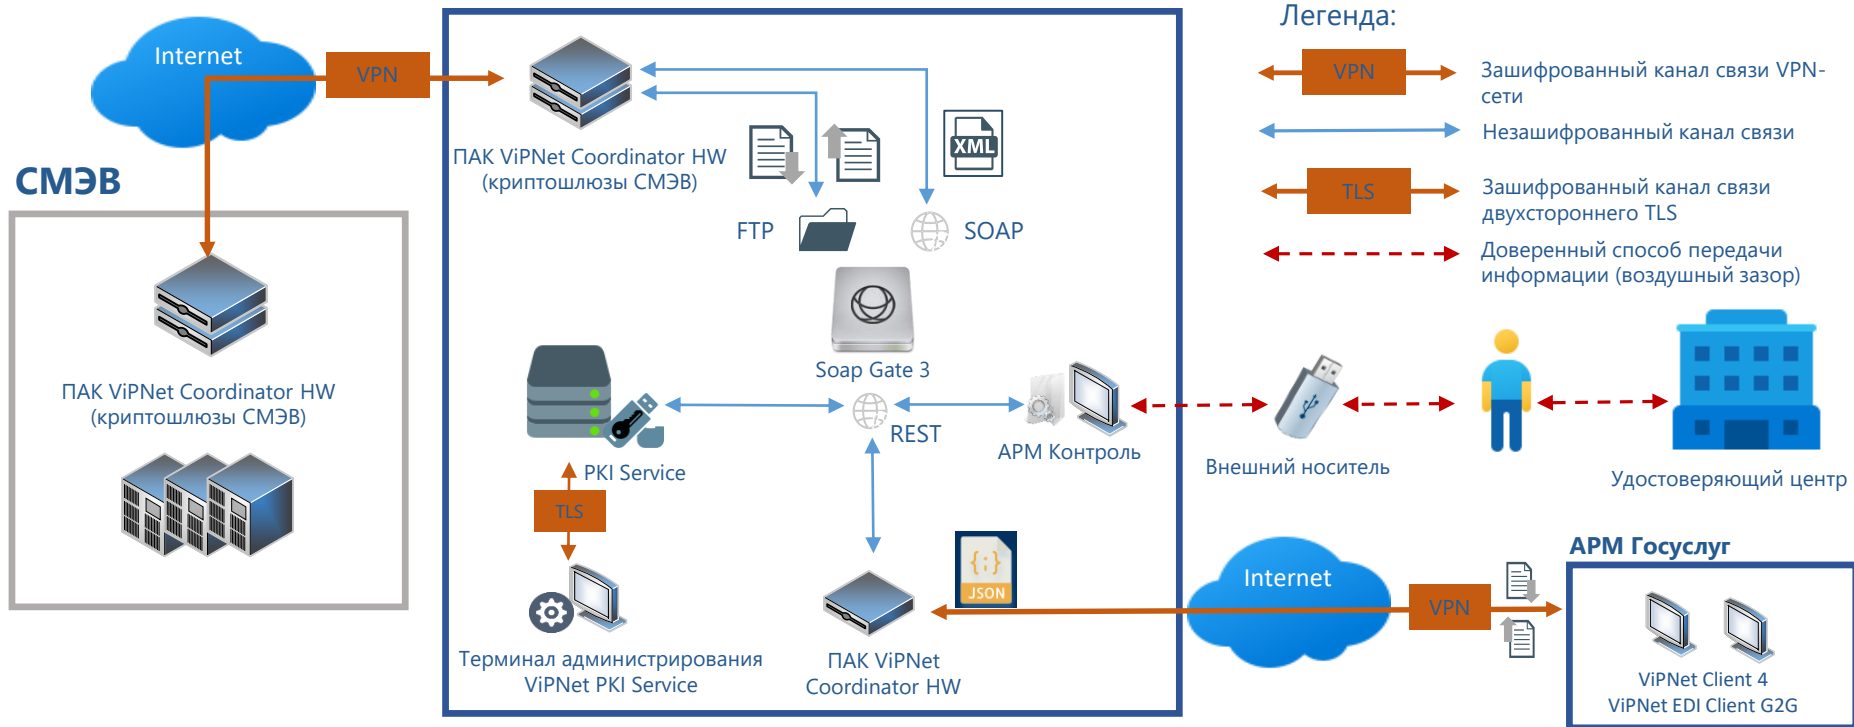 Internet
VPN
СМЭВ
ПАК ViPNet Coordinator HW
(криптошлюзы СМЭВ)
ПАК ViPNet Coordinator HW
(криптошлюзы СМЭВ)
XML
FTP
SOAP
Soap Gate 3
REST
PKI Service
TLS
АРМ Контроль
Терминал администрирования
ViPNet PKI Service
ПАК ViPNet
Coordinator HW
{;}
JSON
Легенда:
VPN
Зашифрованный канал связи VPN-
сети
Незашифрованный канал связи
TLS
Зашифрованный канал связи
двухстороннего TLS
Доверенный способ передачи
информации (воздушный зазор)
Внешний носитель
Удостоверяющий центр
Internet
VPN
АРМ Госуслуг
ViPNet Client 4
ViPNet EDI Client G2G